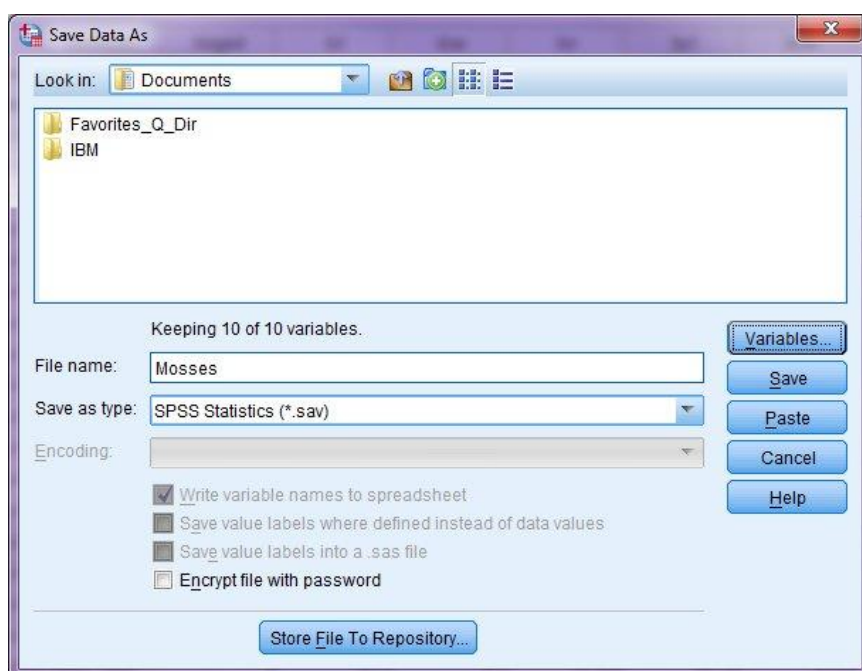 Save Data As
Look in: Documents
Favorites_Q_Dir
IBM
Keeping 10 of 10 variables.
Variables...
File name: Mosses
Save
Save as type: SPSS Statistics (*.sav)
Paste
Encoding:
Cancel
Write variable names to spreadsheet
Help
Save value labels where defined instead of data values
Save value labels into a .sas file
Encrypt file with password
Store File To Repository...